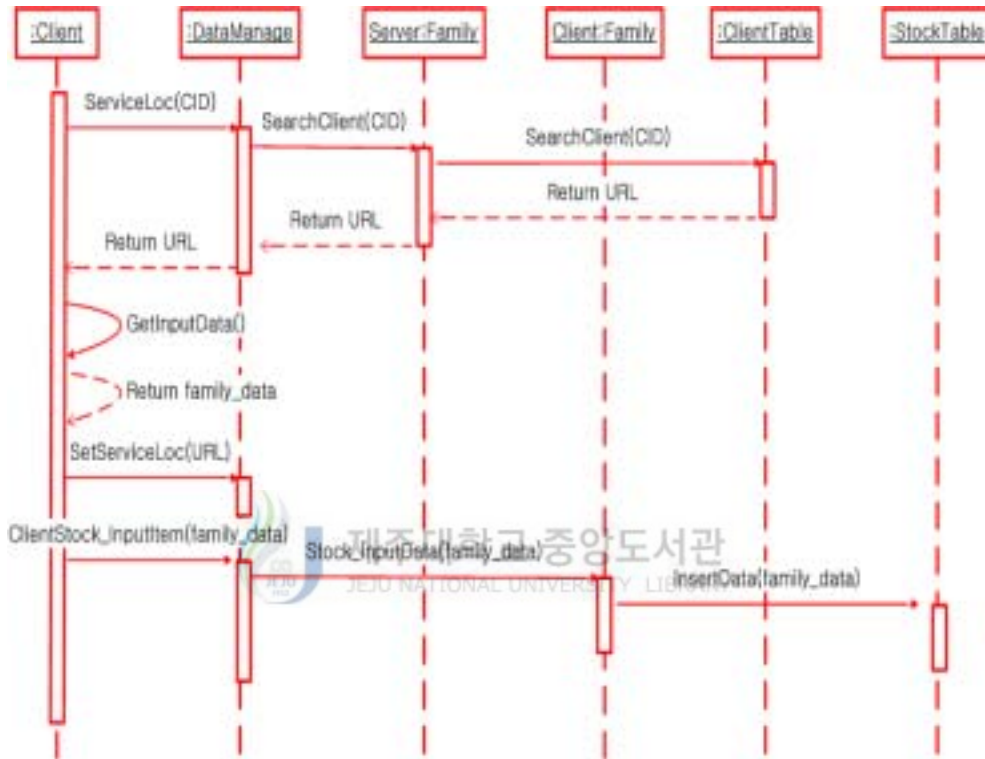 :Client
:DataManage
Server:Family
Client:Family
:ClientTable
:StockTable
ServiceLoc(CID)
SearchClient(CID)
SearchClient(CID)
Return URL
Return URL
Return URL
GetInputData()
Return family_data
SetServiceLoc(URL)
ClientStock_InputItem(family_data)
Stock_InputData(family_data)
InsertData(family_data)
제주대학교 중앙도서관
JEJU NATIONAL UNIVERSITY LIBRARY
JEJU
1952